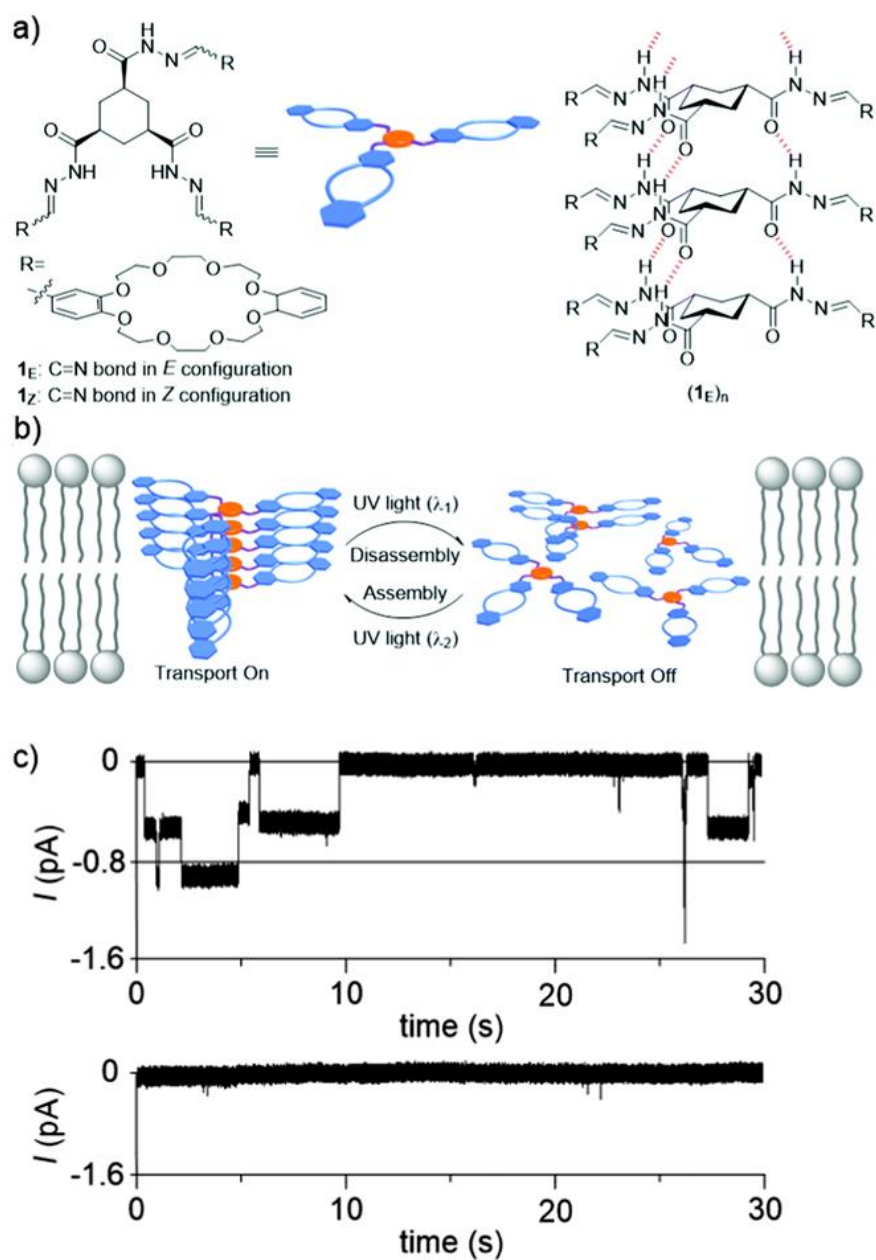 a)
O
H
N
N
R
O
O
N
NH
HN
N
R
R
≡
R=
O
O
O
O
O
O
O
O
1E: C=N bond in E configuration
1Z: C=N bond in Z configuration
H
H
H
R
N
N
R
N
N
O
O
O
N
N
R
H
H
H
R
N
N
R
N
N
O
O
O
N
N
R
H
H
H
R
N
N
R
N
N
O
O
O
N
N
R
(1E)n
b)
UV light (λ1)
Disassembly
Assembly
UV light (λ2)
Transport On
Transport Off
c)
0
-0.8
-1.6
I (pA)
0 10 20 30
time (s)
0
-1.6
I (pA)
0 10 20 30
time (s)